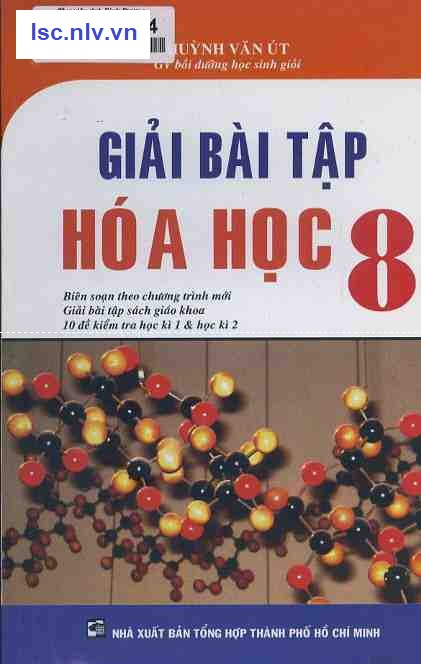 lsc.nlv.vn
4
HUỲNH VĂN ÚT
GV bồi dưỡng học sinh giỏi
GIẢI BÀI TẬP
HÓA HỌC 8
Biên soạn theo chương trình mới
Giải bài tập sách giáo khoa
10 đề kiểm tra học kì 1 & học kì 2
NHÀ XUẤT BẢN TỔNG HỢP THÀNH PHỐ HỒ CHÍ MINH